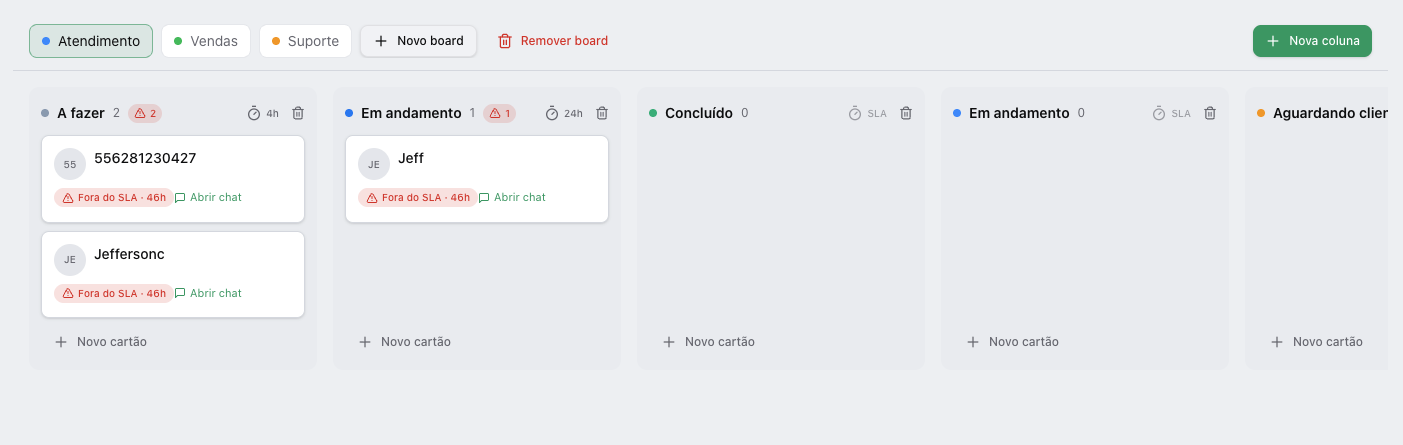 Atendimento
Vendas
Suporte
Novo board
Remover board
Nova coluna
A fazer 2 2 4h
55 556281230427
Fora do SLA · 46h Abrir chat
JE Jeffersonc
Fora do SLA · 46h Abrir chat
Novo cartão
Em andamento 1 1 24h
JE Jeff
Fora do SLA · 46h Abrir chat
Novo cartão
Concluído 0 SLA
Novo cartão
Em andamento 0 SLA
Novo cartão
Aguardando clien
Novo cartão